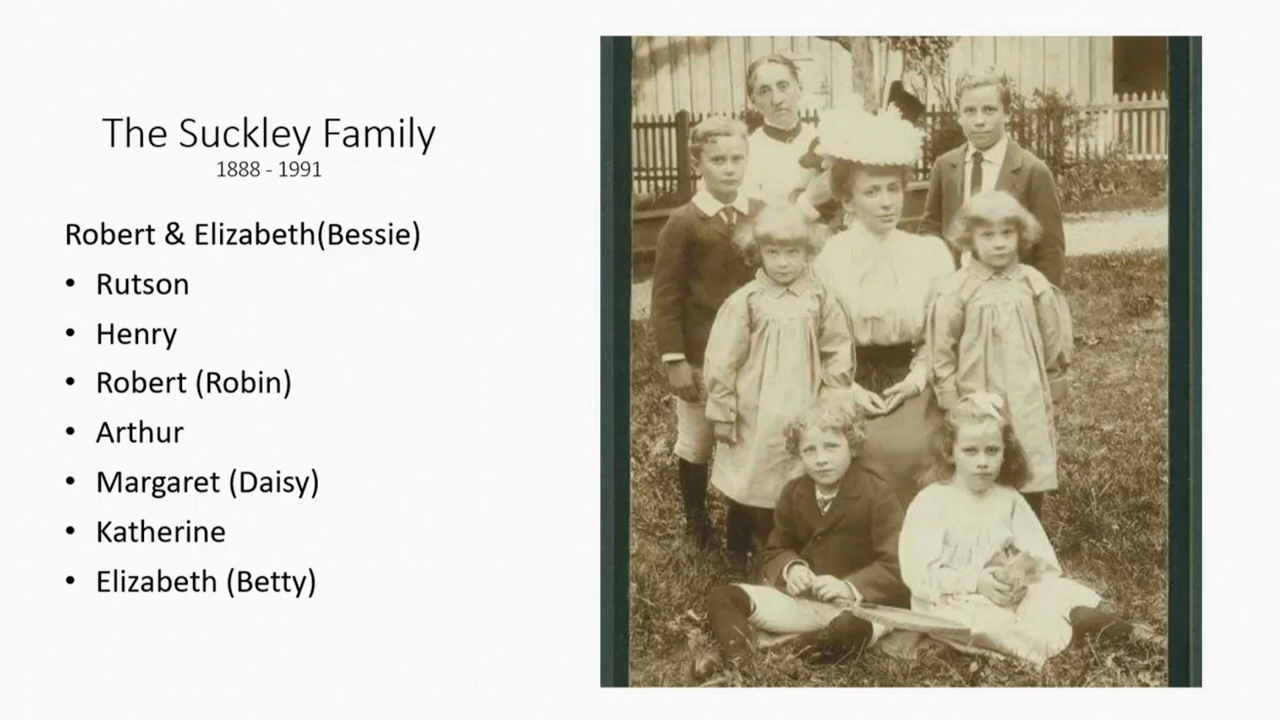 The Suckley Family
1888 - 1991
Robert & Elizabeth(Bessie)
• Rutson
• Henry
• Robert (Robin)
• Arthur
• Margaret (Daisy)
• Katherine
• Elizabeth (Betty)